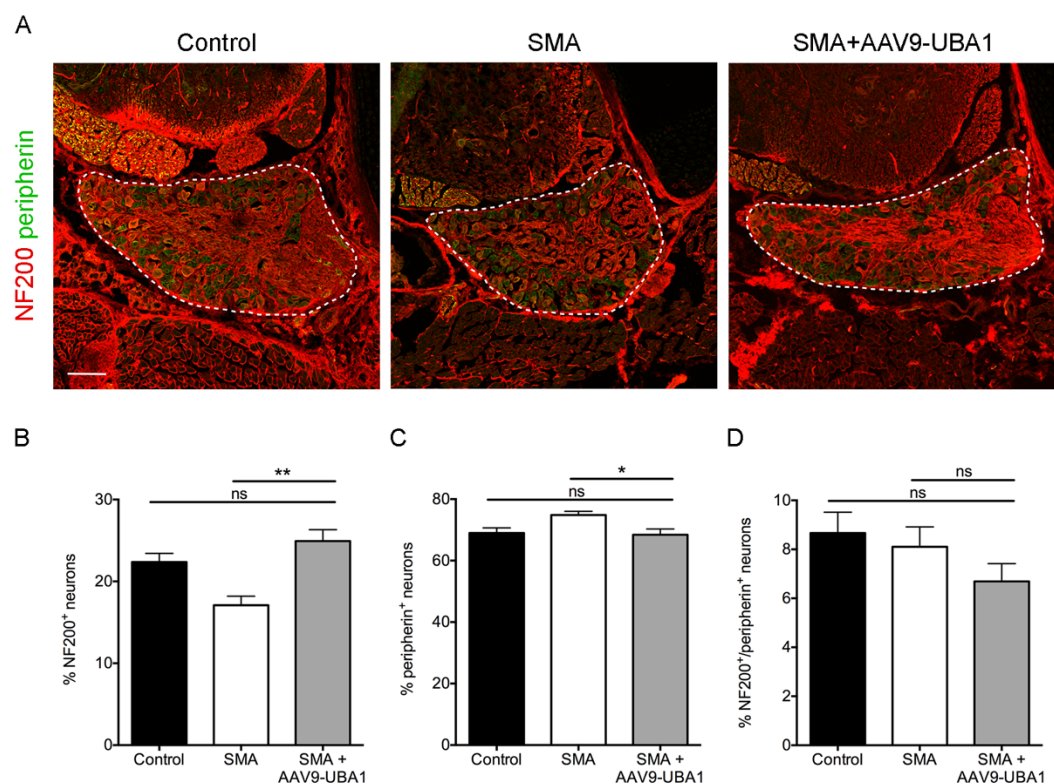 A
Control
SMA
SMA+AAV9-UBA1
NF200 peripherin
B
C
D
% NF200+ neurons
30
20
10
0
**
ns
Control
SMA
SMA +
AAV9-UBA1
% peripherin+ neurons
80
60
40
20
0
*
ns
Control
SMA
SMA +
AAV9-UBA1
% NF200+/peripherin+ neurons
10
8
6
4
2
0
ns
ns
Control
SMA
SMA +
AAV9-UBA1